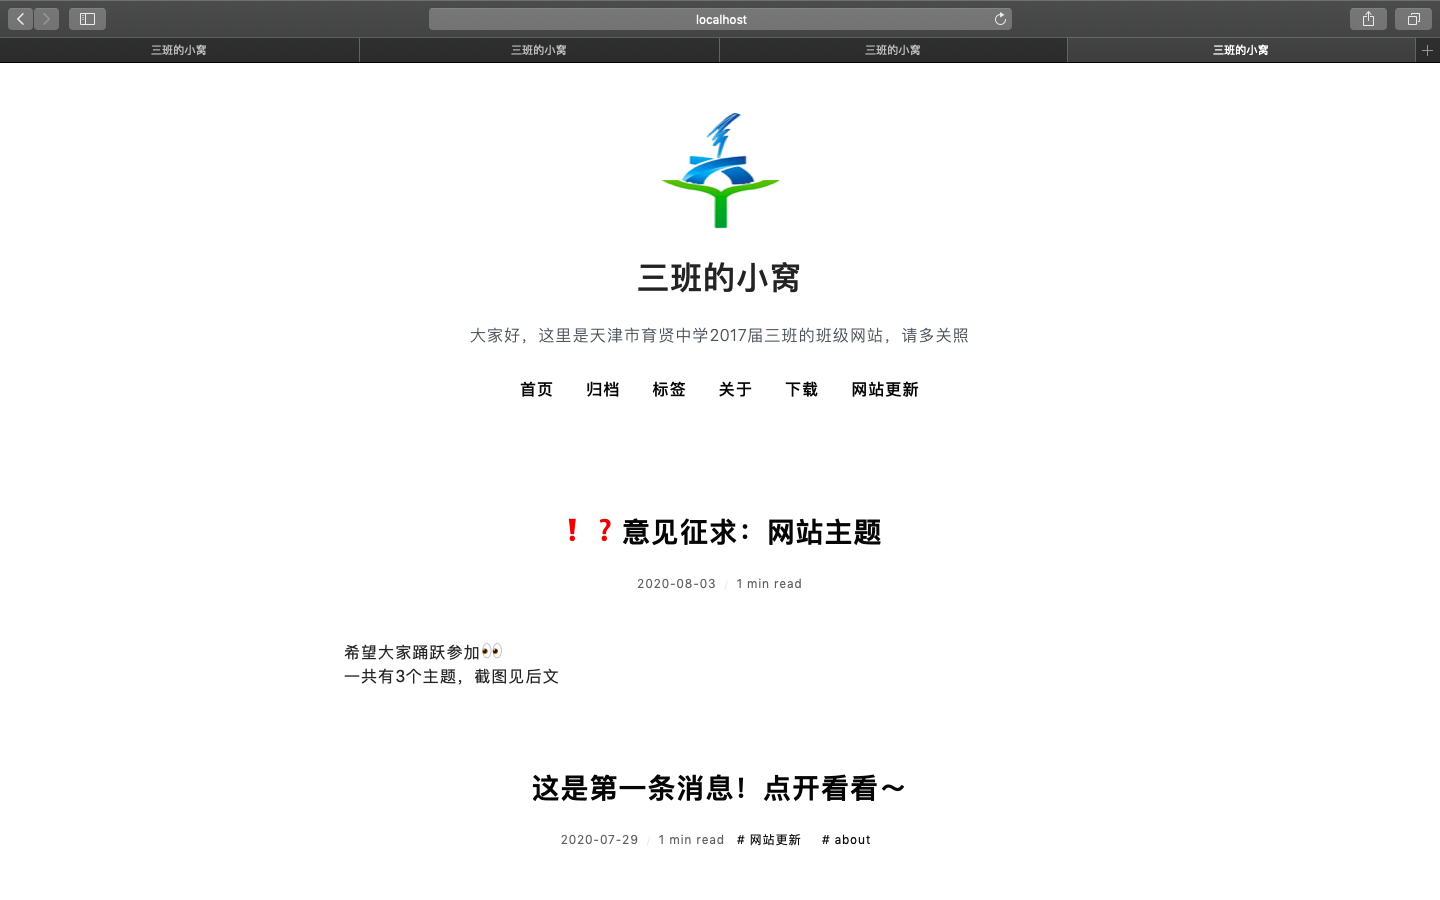 localhost
三班的小窝 三班的小窝 三班的小窝 三班的小窝
三班的小窝
大家好，这里是天津市育贤中学2017届三班的班级网站，请多关照
首页 归档 标签 关于 下载 网站更新
❗❓意见征求：网站主题
2020-08-03 / 1 min read
希望大家踊跃参加👀
一共有3个主题，截图见后文
这是第一条消息！点开看看～
2020-07-29 / 1 min read # 网站更新 # about